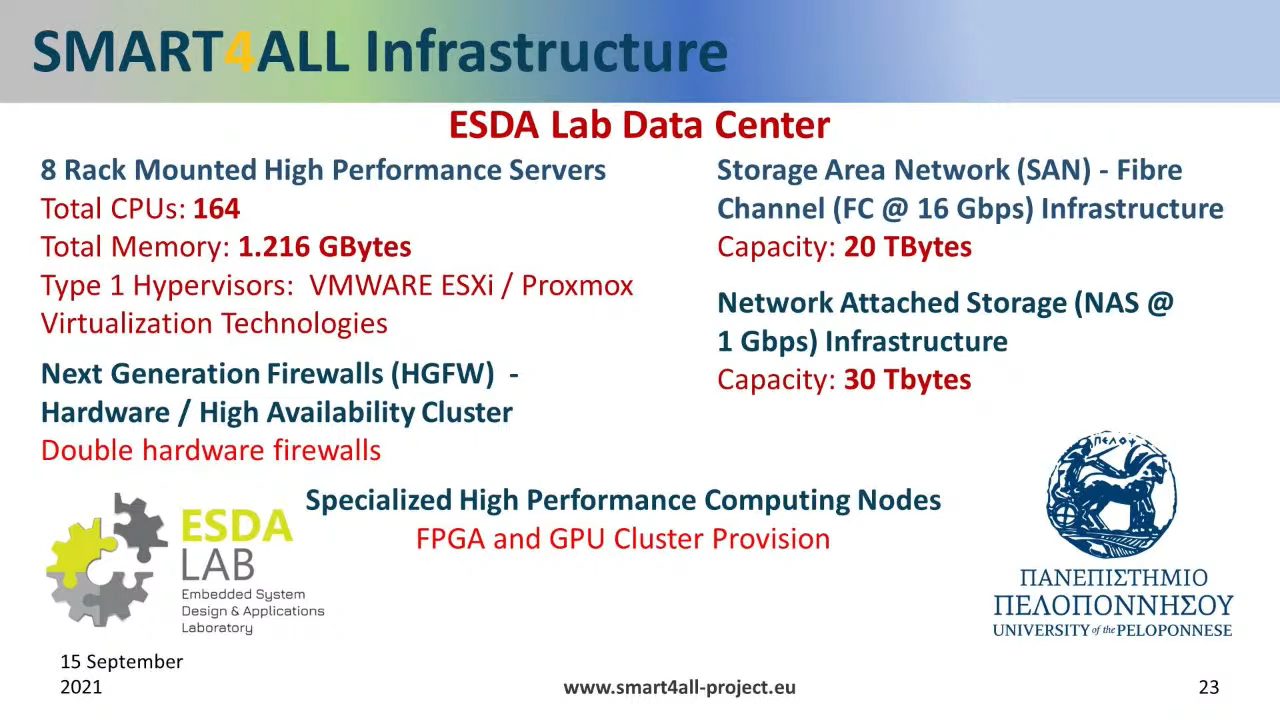 SMART4ALL Infrastructure
ESDA Lab Data Center
8 Rack Mounted High Performance Servers
Total CPUs: 164
Total Memory: 1.216 GBytes
Type 1 Hypervisors: VMWARE ESXi / Proxmox
Virtualization Technologies
Next Generation Firewalls (HGFW) -
Hardware / High Availability Cluster
Double hardware firewalls
Storage Area Network (SAN) - Fibre
Channel (FC @ 16 Gbps) Infrastructure
Capacity: 20 TBytes
Network Attached Storage (NAS @
1 Gbps) Infrastructure
Capacity: 30 Tbytes
Specialized High Performance Computing Nodes
FPGA and GPU Cluster Provision
ESDA
LAB
Embedded System
Design & Applications
Laboratory
ΠΕΛΟΨ
ΠΑΝΕΠΙΣΤΗΜΙΟ
ΠΕΛΟΠΟΝΝΗΣΟΥ
UNIVERSITY of the PELOPONNESE
15 September
2021
www.smart4all-project.eu
23